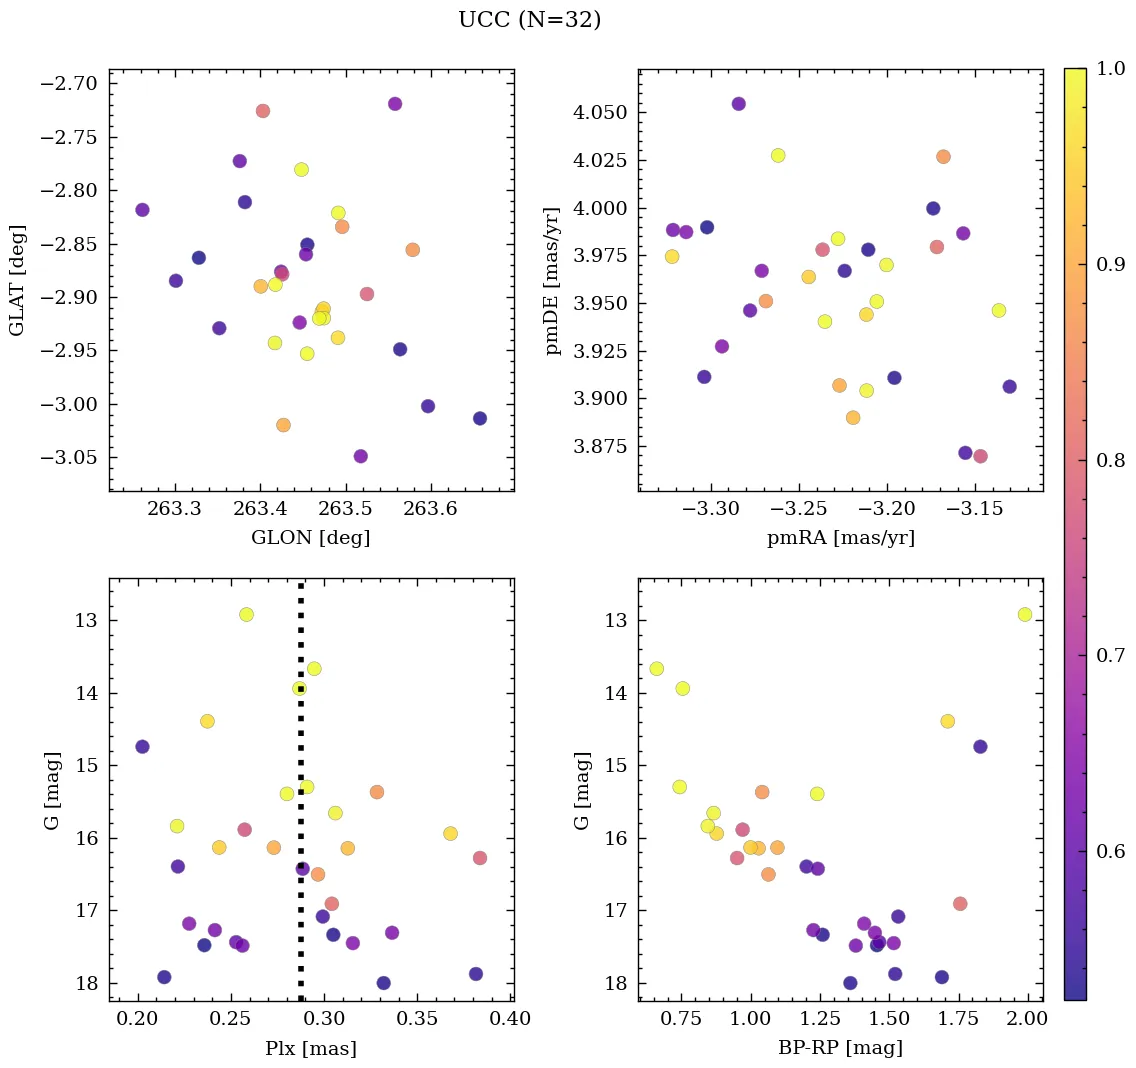 UCC (N=32)
−2.70
−2.75
−2.80
−2.85
−2.90
−2.95
−3.00
−3.05
GLAT [deg]
263.3 263.4 263.5 263.6
GLON [deg]
4.050
4.025
4.000
3.975
3.950
3.925
3.900
3.875
pmDE [mas/yr]
−3.30 −3.25 −3.20 −3.15
pmRA [mas/yr]
1.0
0.9
0.8
0.7
0.6
13
14
15
16
17
18
G [mag]
0.20 0.25 0.30 0.35 0.40
Plx [mas]
13
14
15
16
17
18
G [mag]
0.75 1.00 1.25 1.50 1.75 2.00
BP-RP [mag]